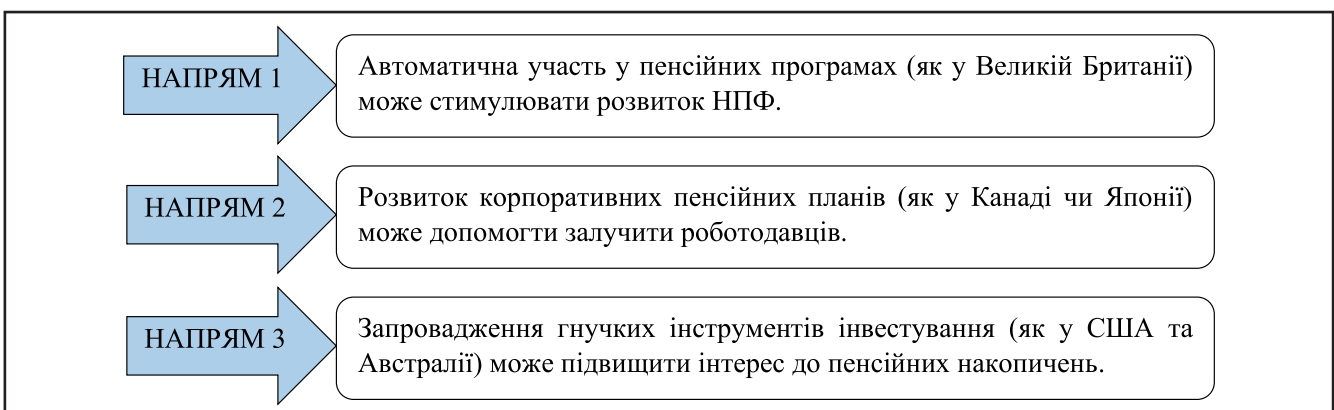 НАПРЯМ 1
Автоматична участь у пенсійних програмах (як у Великій Британії)
може стимулювати розвиток НПФ.
НАПРЯМ 2
Розвиток корпоративних пенсійних планів (як у Канаді чи Японії)
може допомогти залучити роботодавців.
НАПРЯМ 3
Запровадження гнучких інструментів інвестування (як у США та
Австралії) може підвищити інтерес до пенсійних накопичень.